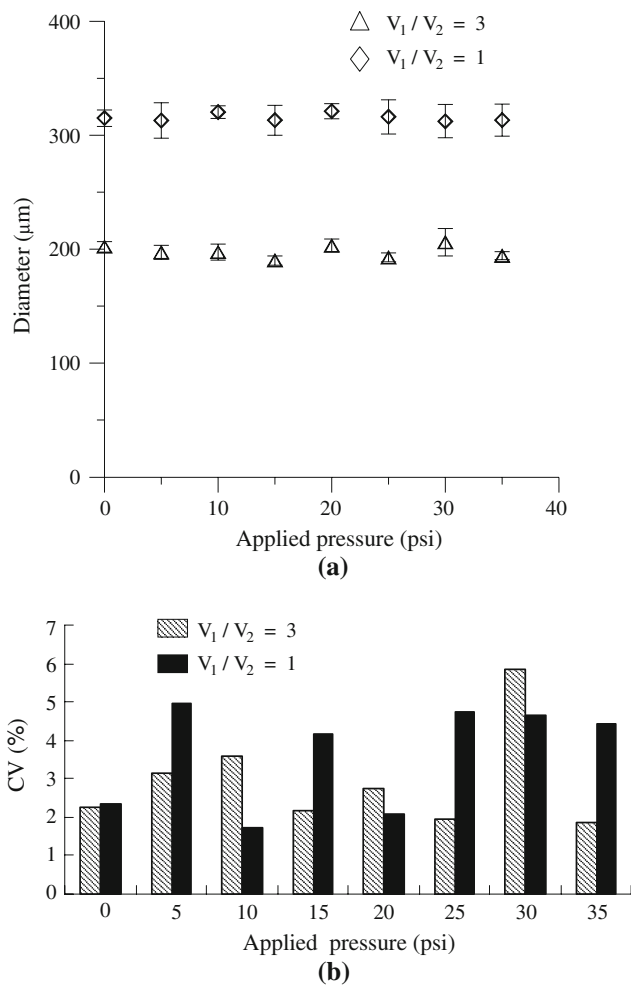 400
300
200
100
0
Diameter (μm)
V₁ / V₂ = 3
V₁ / V₂ = 1
0 10 20 30 40
Applied pressure (psi)
(a)
7
6
5
4
3
2
1
0
CV (%)
V₁ / V₂ = 3
V₁ / V₂ = 1
0 5 10 15 20 25 30 35
Applied pressure (psi)
(b)